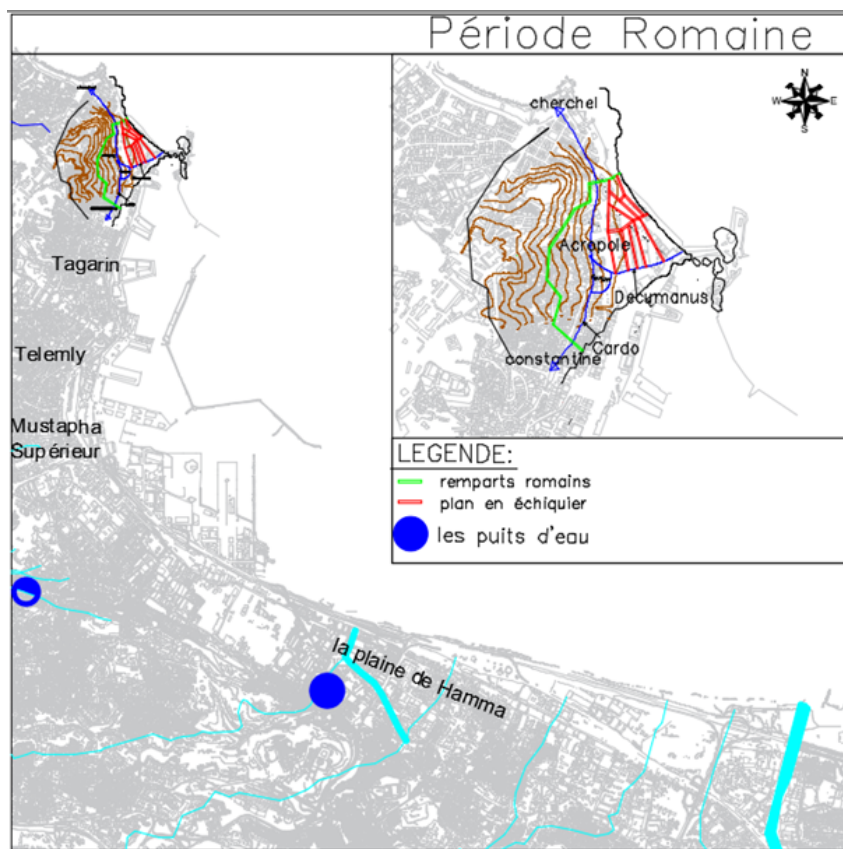 Période Romaine
N
W E
S
cherchel
Acropole
Decymanus
Cardo
constantine
Tagarin
Telemly
Mustapha
Supérieur
LEGENDE:
remparts romains
plan en échiquier
les puits d'eau
la plaine de Hamma